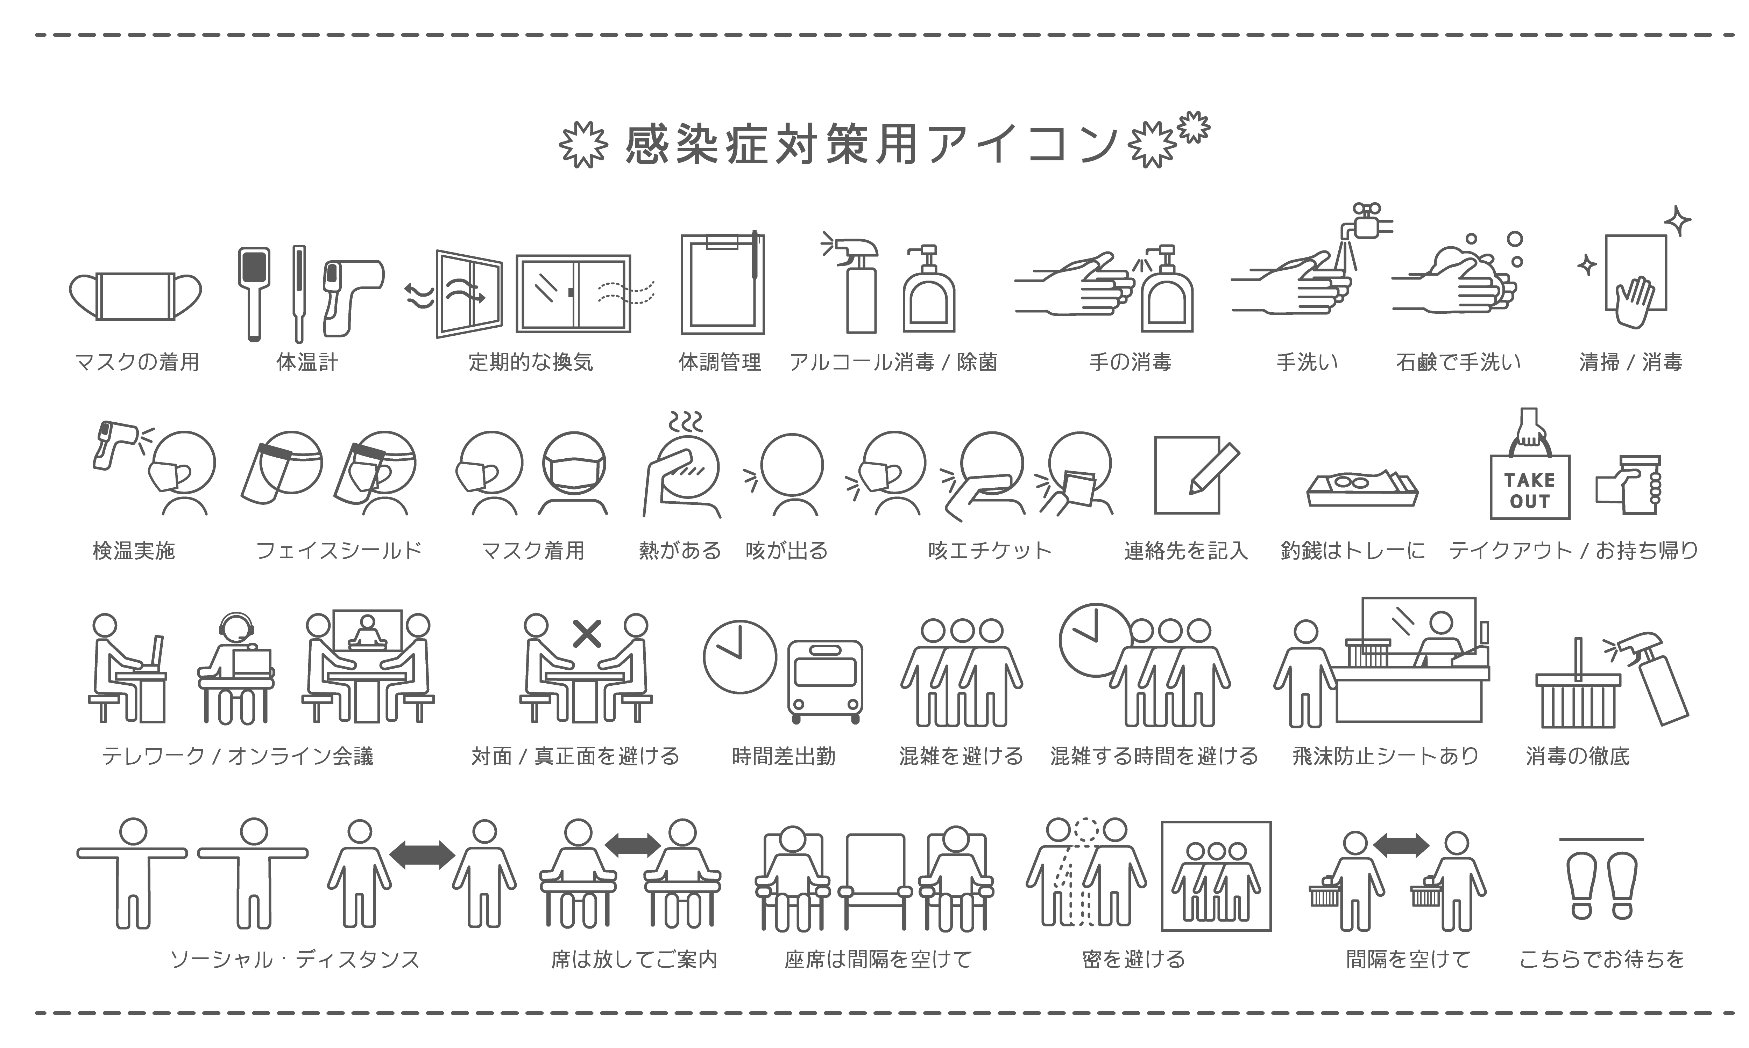 感染症対策用アイコン
マスクの着用 体温計 定期的な換気 体調管理 アルコール消毒 / 除菌 手の消毒 手洗い 石鹸で手洗い 清掃 / 消毒
TAKE
OUT
検温実施 フェイスシールド マスク着用 熱がある 咳が出る 咳エチケット 連絡先を記入 釣銭はトレーに テイクアウト / お持ち帰り
テレワーク / オンライン会議 対面 / 真正面を避ける 時間差出勤 混雑を避ける 混雑する時間を避ける 飛沫防止シートあり 消毒の徹底
ソーシャル・ディスタンス 席は放してご案内 座席は間隔を空けて 密を避ける 間隔を空けて こちらでお待ちを